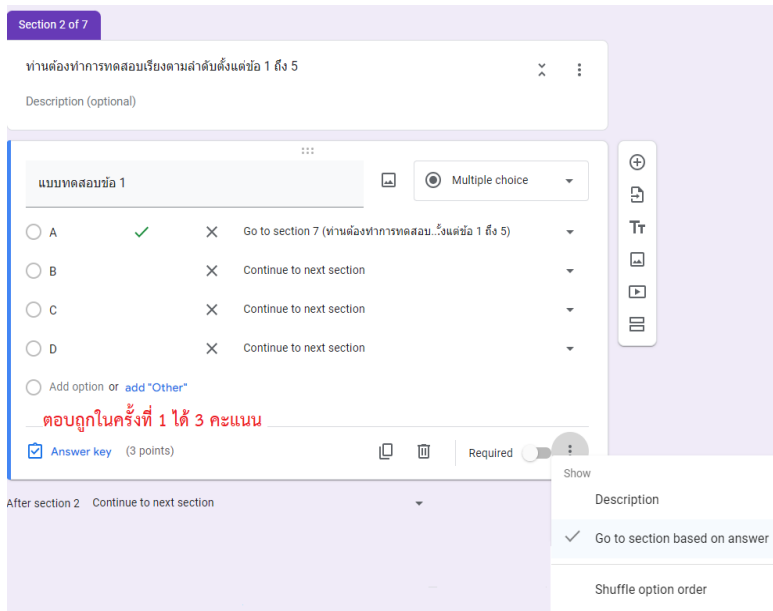 Section 2 of 7
ท่านต้องทำการทดสอบเรียงตามลำดับตั้งแต่ข้อ 1 ถึง 5
Description (optional)
แบบทดสอบข้อ 1
Multiple choice
A Go to section 7 (ท่านต้องทำการทดสอบ...ั้งแต่ข้อ 1 ถึง 5)
B Continue to next section
C Continue to next section
D Continue to next section
Add option or add "Other"
ตอบถูกในครั้งที่ 1 ได้ 3 คะแนน
Answer key (3 points) Required
Show
After section 2 Continue to next section
Description
Go to section based on answer
Shuffle option order